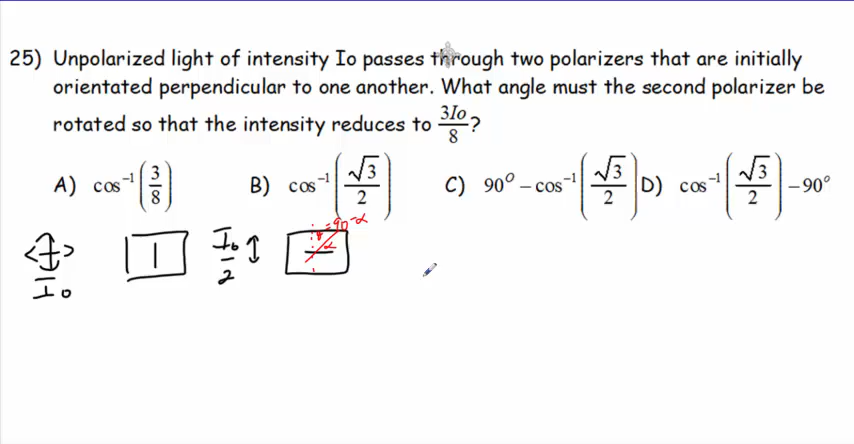 25) Unpolarized light of intensity Io passes through two polarizers that are initially
orientated perpendicular to one another. What angle must the second polarizer be
rotated so that the intensity reduces to 3Io/8?
A) cos⁻¹(3/8) B) cos⁻¹(√3/2) C) 90° − cos⁻¹(√3/2) D) cos⁻¹(√3/2) − 90°
= 90 - α
I₀/2 α
I₀